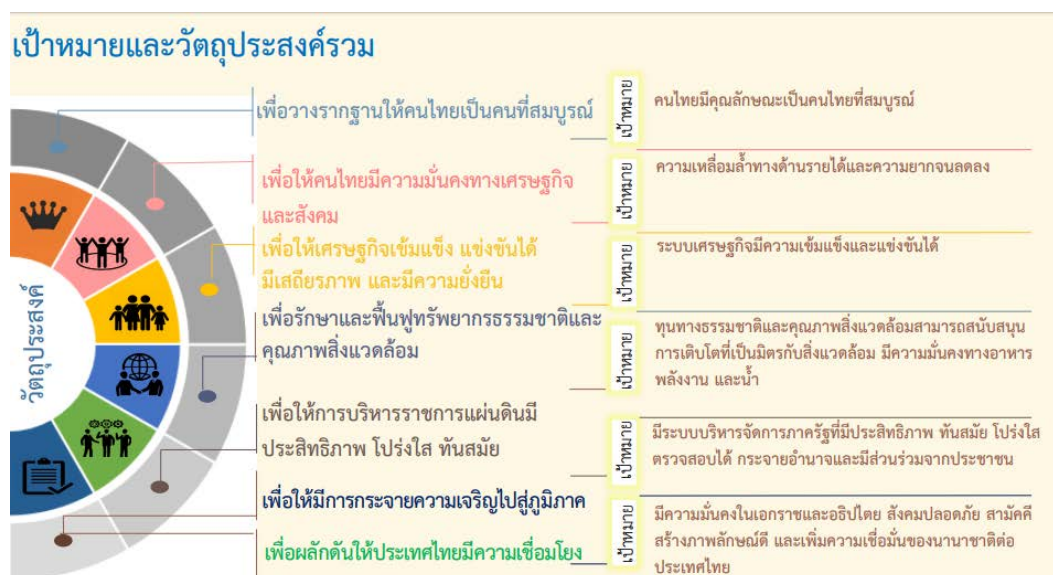 เป้าหมายและวัตถุประสงค์รวม
วัตถุประสงค์
เพื่อวางรากฐานให้คนไทยเป็นคนที่สมบูรณ์
เป้าหมาย
คนไทยมีคุณลักษณะเป็นคนไทยที่สมบูรณ์
เพื่อให้คนไทยมีความมั่นคงทางเศรษฐกิจ
และสังคม
เป้าหมาย
ความเหลื่อมล้ำทางด้านรายได้และความยากจนลดลง
เพื่อให้เศรษฐกิจเข้มแข็ง แข่งขันได้
มีเสถียรภาพ และมีความยั่งยืน
เป้าหมาย
ระบบเศรษฐกิจมีความเข้มแข็งและแข่งขันได้
เพื่อรักษาและฟื้นฟูทรัพยากรธรรมชาติและ
คุณภาพสิ่งแวดล้อม
เป้าหมาย
ทุนทางธรรมชาติและคุณภาพสิ่งแวดล้อมสามารถสนับสนุน
การเติบโตที่เป็นมิตรกับสิ่งแวดล้อม มีความมั่นคงทางอาหาร
พลังงาน และน้ำ
เพื่อให้การบริหารราชการแผ่นดินมี
ประสิทธิภาพ โปร่งใส ทันสมัย
เป้าหมาย
มีระบบบริหารจัดการภาครัฐที่มีประสิทธิภาพ ทันสมัย โปร่งใส
ตรวจสอบได้ กระจายอำนาจและมีส่วนร่วมจากประชาชน
เพื่อให้มีการกระจายความเจริญไปสู่ภูมิภาค
เพื่อผลักดันให้ประเทศไทยมีความเชื่อมโยง
เป้าหมาย
มีความมั่นคงในเอกราชและอธิปไตย สังคมปลอดภัย สามัคคี
สร้างภาพลักษณ์ดี และเพิ่มความเชื่อมั่นของนานาชาติต่อ
ประเทศไทย